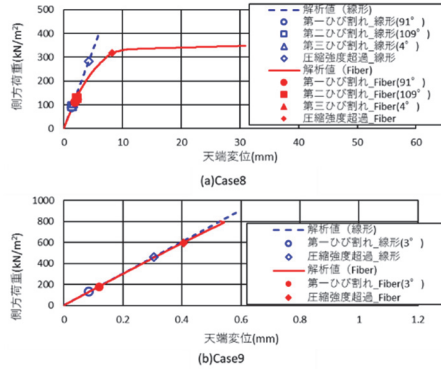 側方荷重(kN/m²)
500
400
300
200
100
0
0
10
20
30
40
50
60
天端変位(mm)
解析値（線形）
第一ひび割れ_線形(91°)
第二ひび割れ_線形(109°)
第三ひび割れ_線形(4°)
圧縮強度超過_線形
解析値（Fiber)
第一ひび割れ_Fiber(91°)
第二ひび割れ_Fiber(109°)
第三ひび割れ_Fiber(4°)
圧縮強度超過_Fiber
(a)Case8
側方荷重(kN/m²)
1000
800
600
400
200
0
0
0.2
0.4
0.6
0.8
1
1.2
天端変位(mm)
解析値（線形）
第一ひび割れ_線形(3°)
圧縮強度超過_線形
解析値(Fiber)
第一ひび割れ_Fiber(3°)
圧縮強度超過_Fiber
(b)Case9